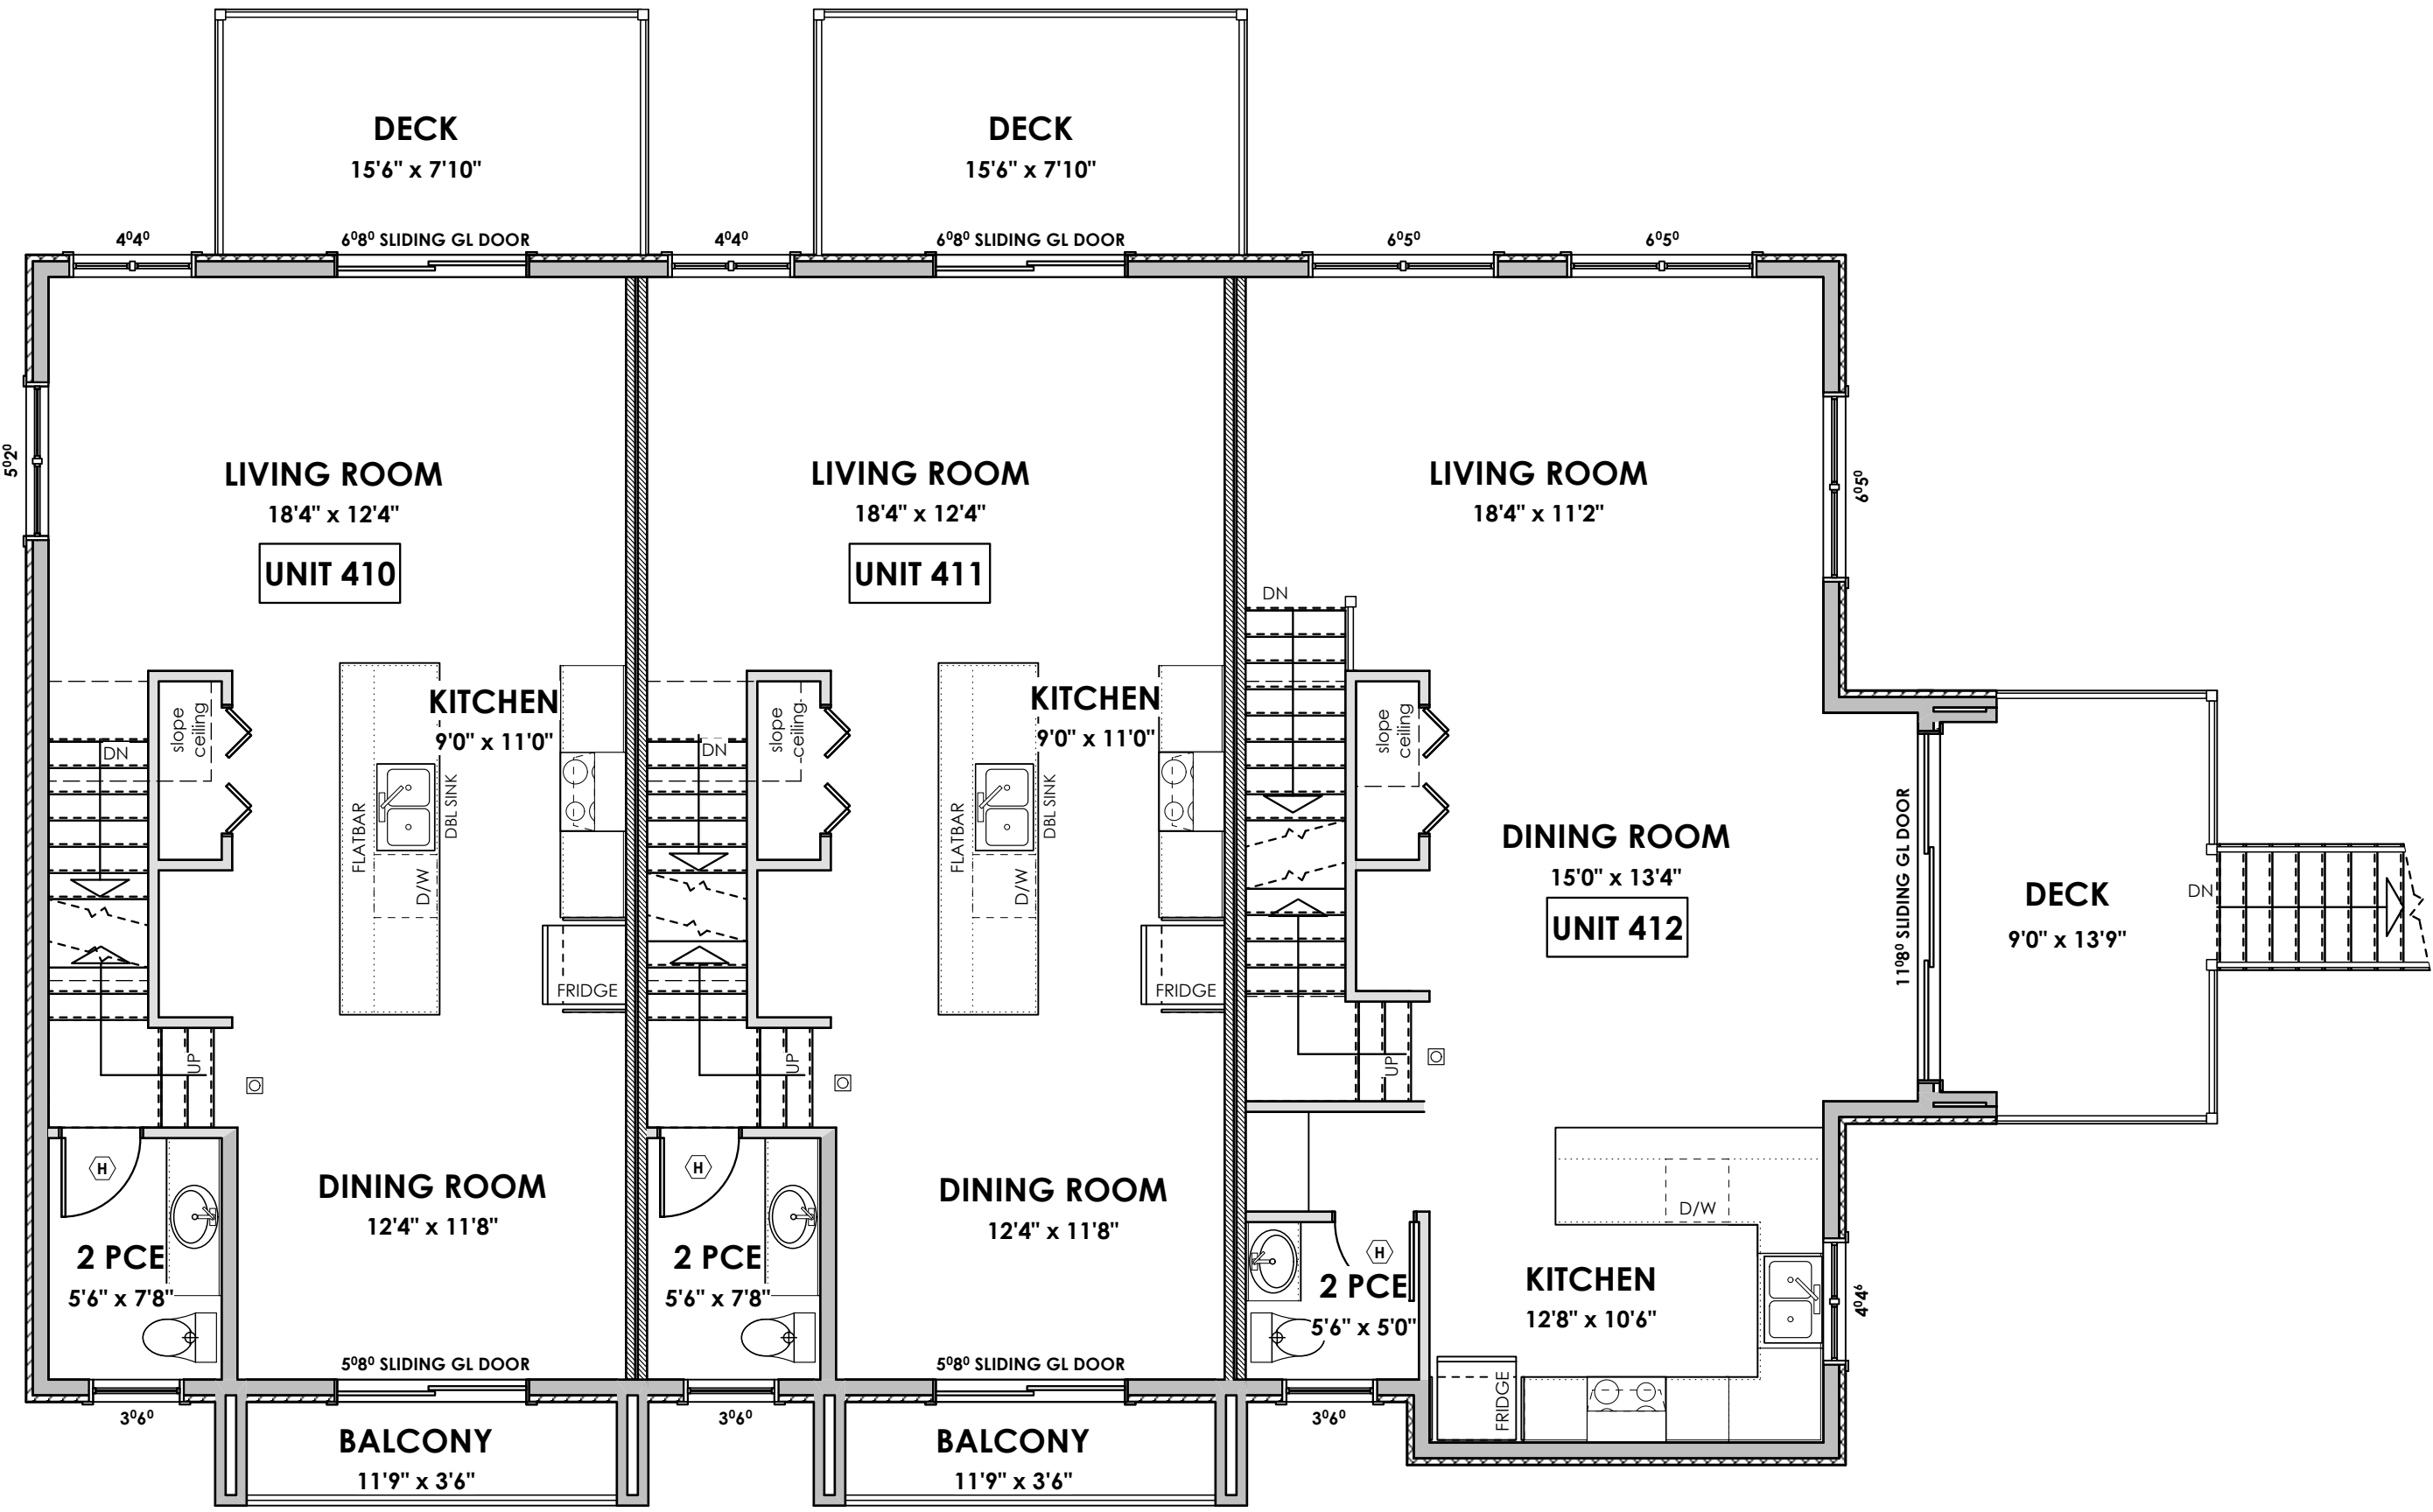 DECK
15'6" x 7'10"
DECK
15'6" x 7'10"
4⁰4⁰
6⁰8⁰ SLIDING GL DOOR
4⁰4⁰
6⁰8⁰ SLIDING GL DOOR
6⁰5⁰
6⁰5⁰
5⁰2⁰
LIVING ROOM
18'4" x 12'4"
UNIT 410
LIVING ROOM
18'4" x 12'4"
UNIT 411
LIVING ROOM
18'4" x 11'2"
6⁰5⁰
DN
slope
ceiling
DN
FLATBAR
DBL SINK
D/W
KITCHEN
9'0" x 11'0"
FRIDGE
UP
slope
ceiling
DN
FLATBAR
DBL SINK
D/W
KITCHEN
9'0" x 11'0"
FRIDGE
UP
slope
ceiling
UP
DINING ROOM
15'0" x 13'4"
UNIT 412
11⁰8⁰ SLIDING GL DOOR
DECK
9'0" x 13'9"
DN
H
2 PCE
5'6" x 7'8"
DINING ROOM
12'4" x 11'8"
H
2 PCE
5'6" x 7'8"
DINING ROOM
12'4" x 11'8"
H
2 PCE
5'6" x 5'0"
D/W
KITCHEN
12'8" x 10'6"
4⁰4⁶
FRIDGE
5⁰8⁰ SLIDING GL DOOR
5⁰8⁰ SLIDING GL DOOR
3⁰6⁰
3⁰6⁰
3⁰6⁰
BALCONY
11'9" x 3'6"
BALCONY
11'9" x 3'6"